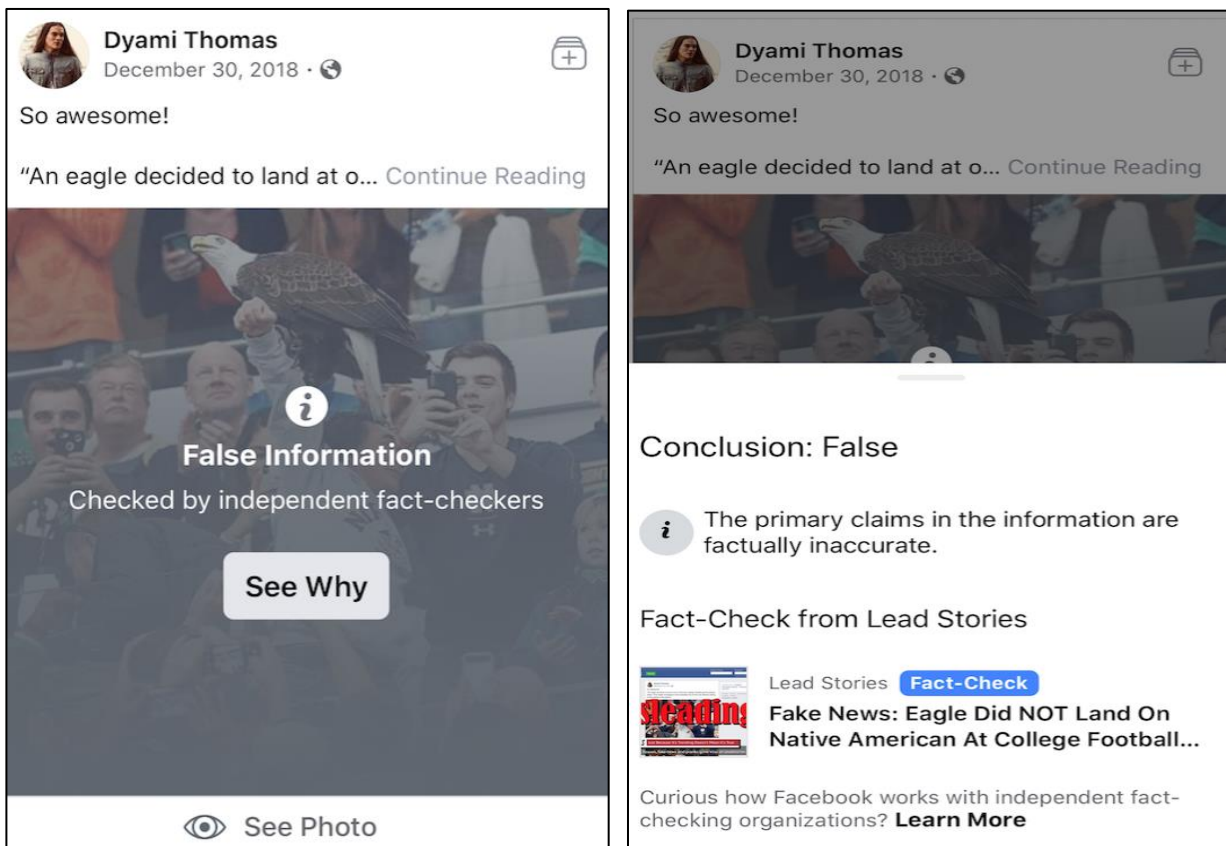 Dyami Thomas
December 30, 2018 ·
So awesome!
“An eagle decided to land at o... Continue Reading
False Information
Checked by independent fact-checkers
See Why
See Photo
Dyami Thomas
December 30, 2018 ·
So awesome!
“An eagle decided to land at o... Continue Reading
Conclusion: False
The primary claims in the information are
factually inaccurate.
Fact-Check from Lead Stories
Lead Stories Fact-Check
Fake News: Eagle Did NOT Land On
Native American At College Football...
Curious how Facebook works with independent fact-
checking organizations? Learn More